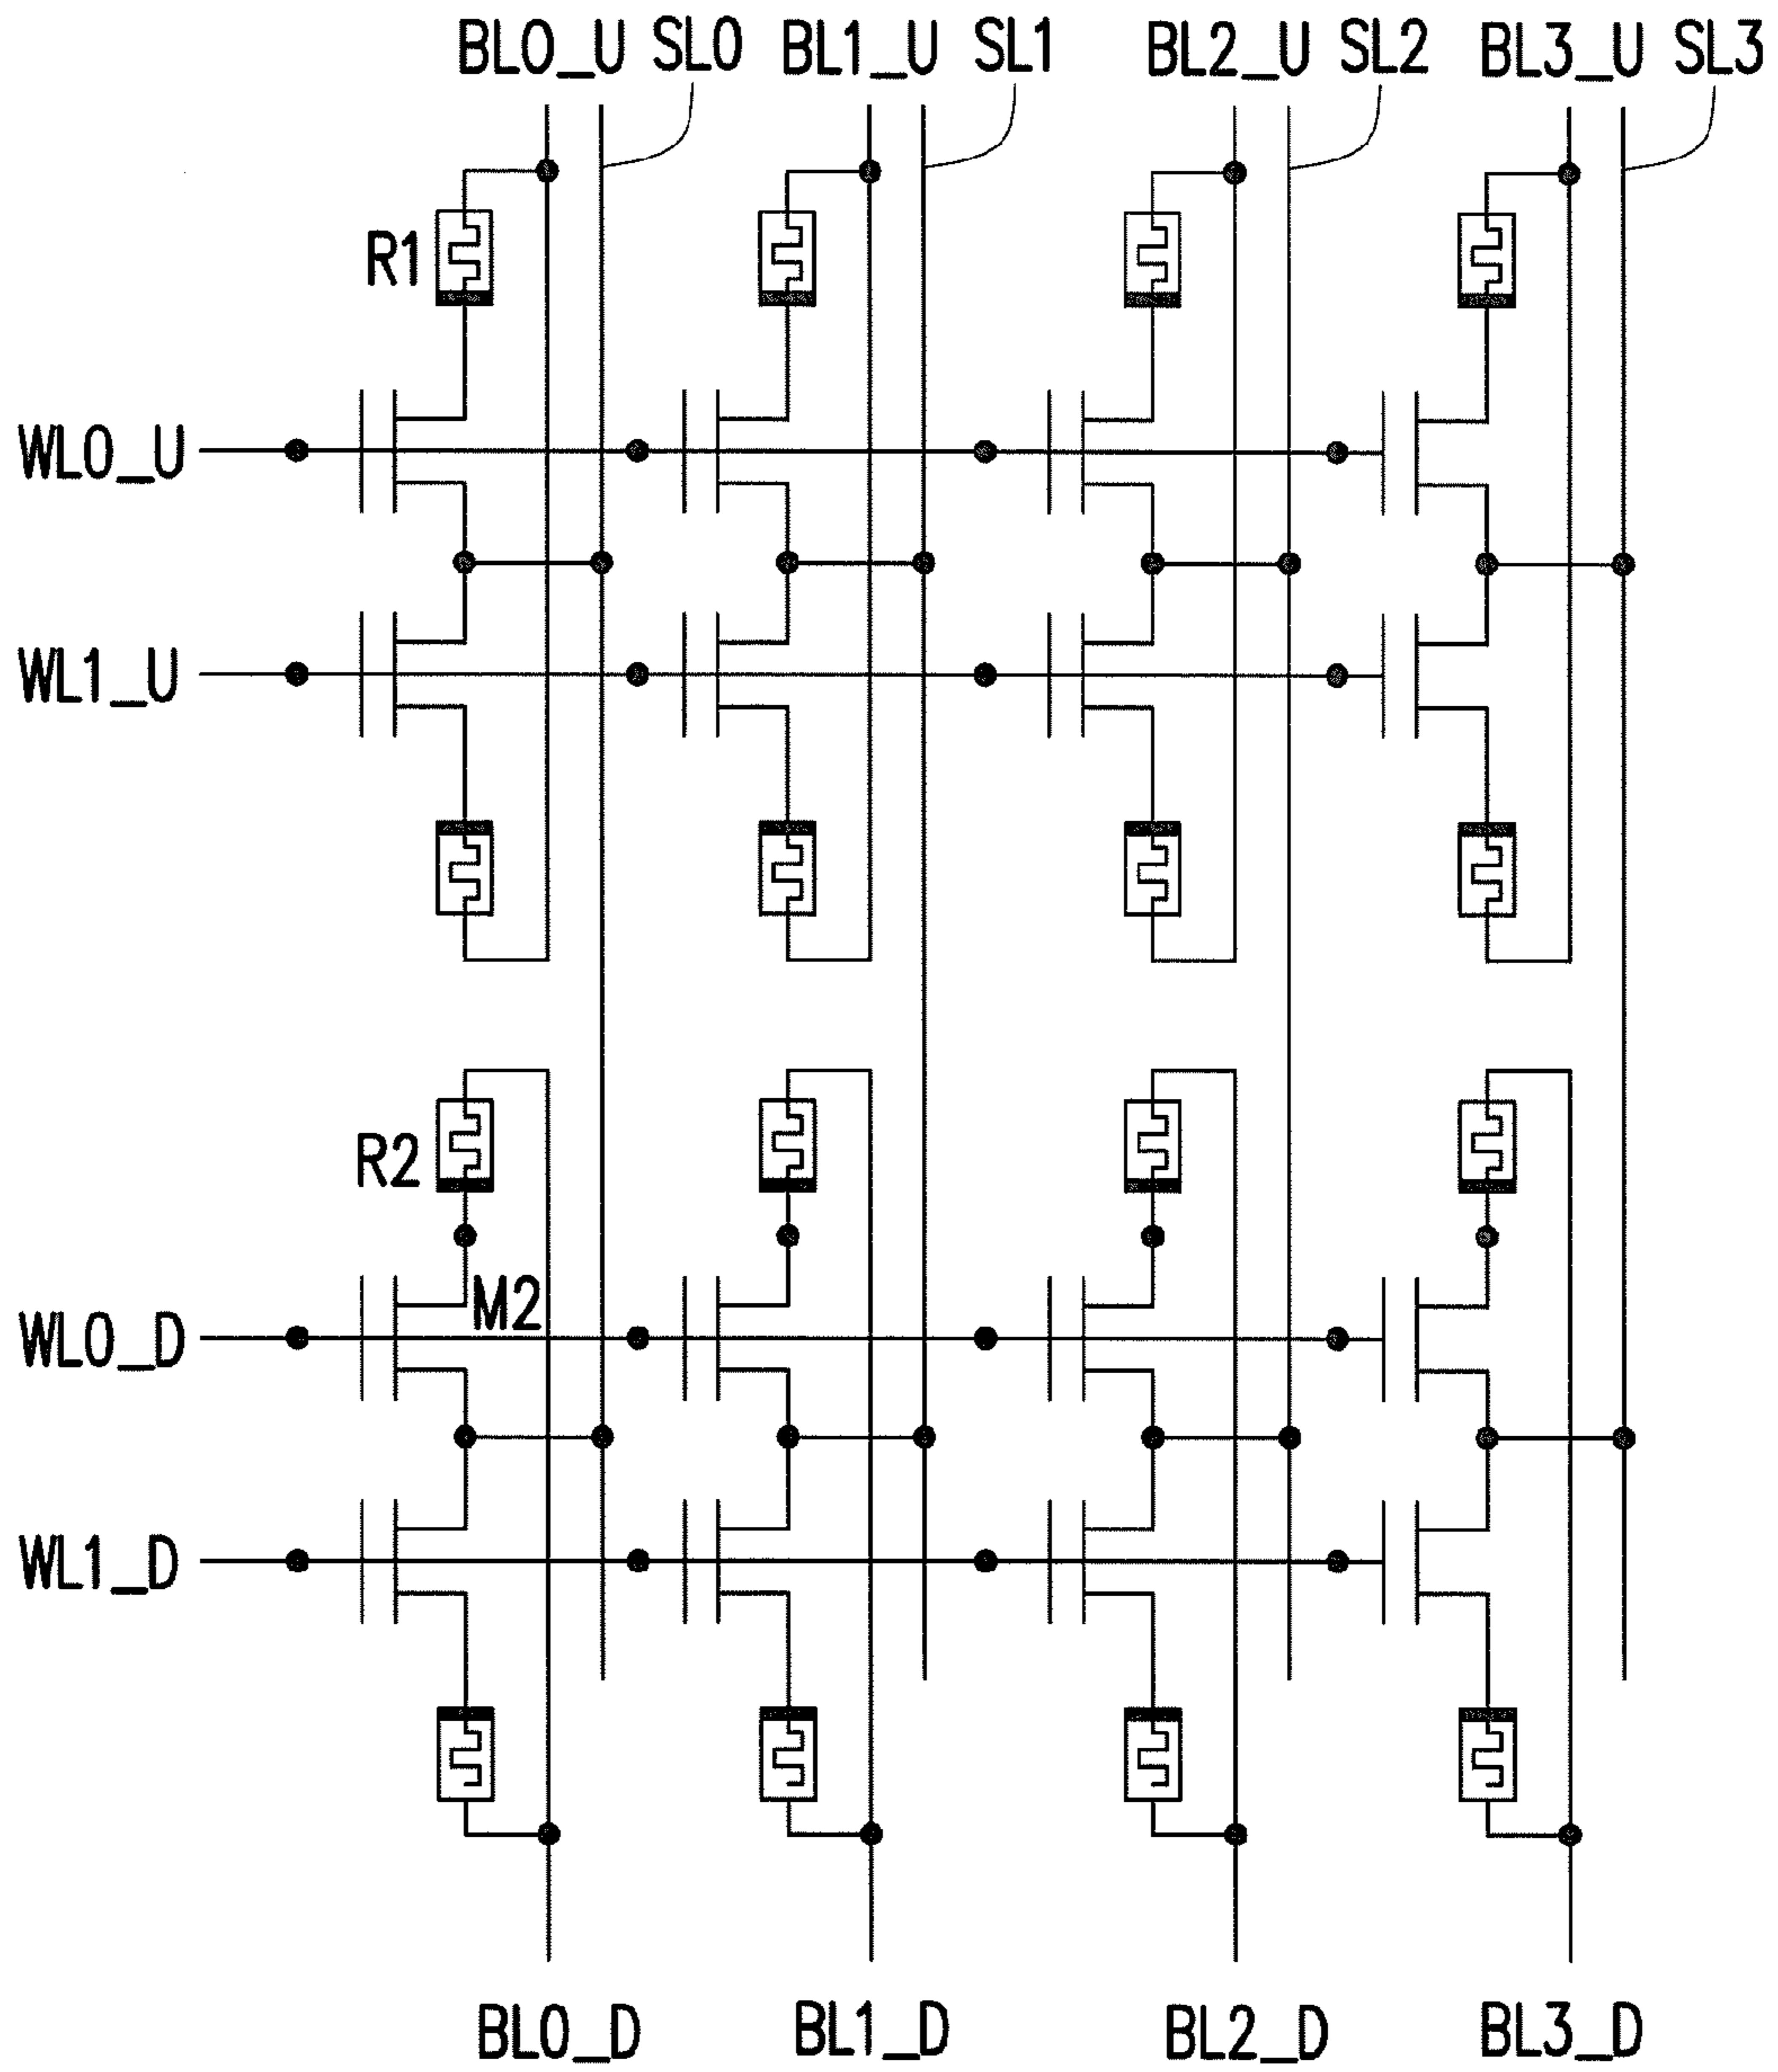 BL0_U SL0 BL1_U SL1 BL2_U SL2 BL3_U SL3
R1
WL0_U
WL1_U
R2
M2
WL0_D
WL1_D
BL0_D BL1_D BL2_D BL3_D